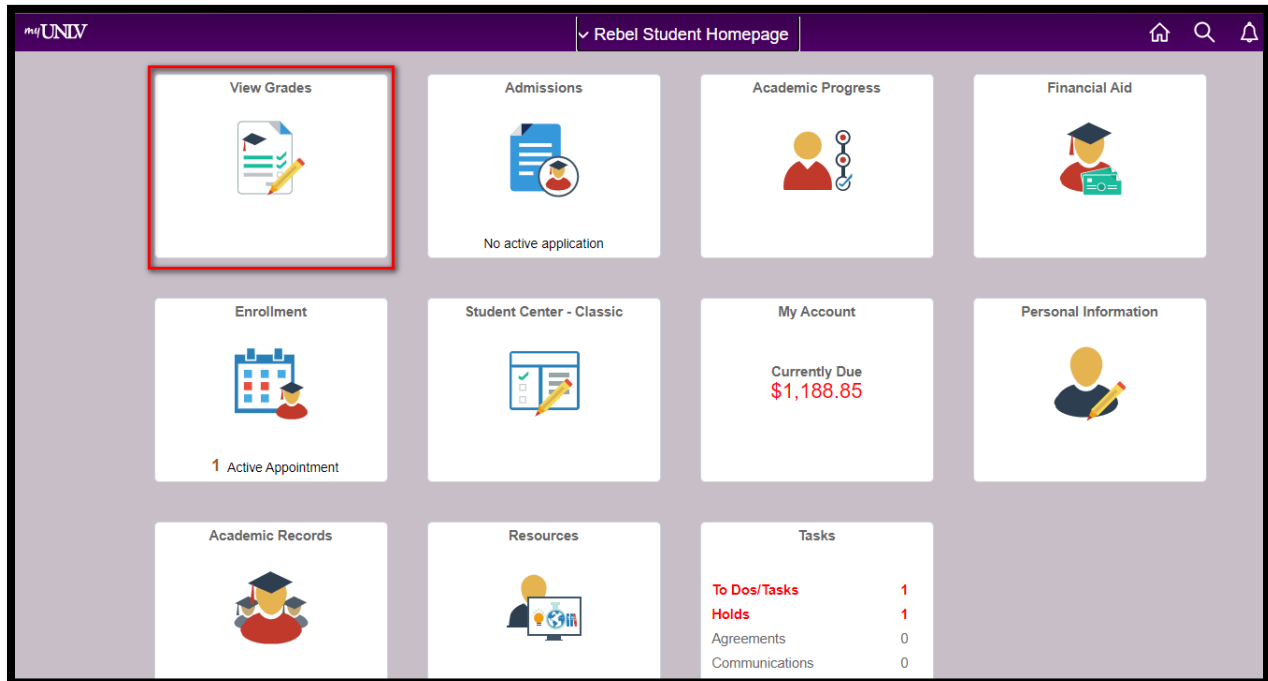 myUNLV
Rebel Student Homepage
View Grades
Admissions
No active application
Academic Progress
Financial Aid
Enrollment
1 Active Appointment
Student Center - Classic
My Account
Currently Due
$1,188.85
Personal Information
Academic Records
Resources
Tasks
To Dos/Tasks 1
Holds 1
Agreements 0
Communications 0